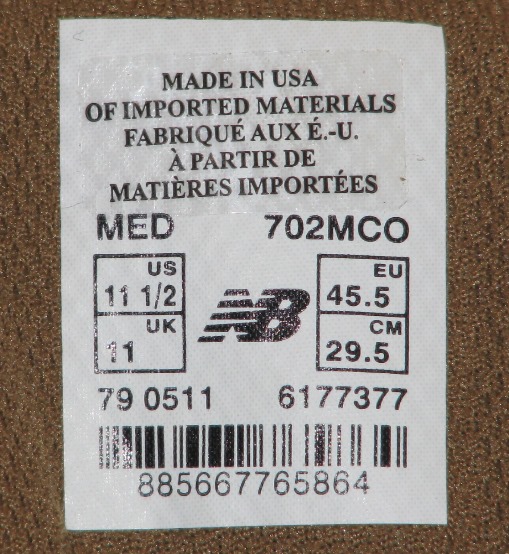 MADE IN USA
OF IMPORTED MATERIALS
FABRIQUÉ AUX É.-U.
À PARTIR DE
MATIÈRES IMPORTÉES
MED 702MCO
US
11 1/2
UK
11
NB
EU
45.5
CM
29.5
79 0511 6177377
885667765864